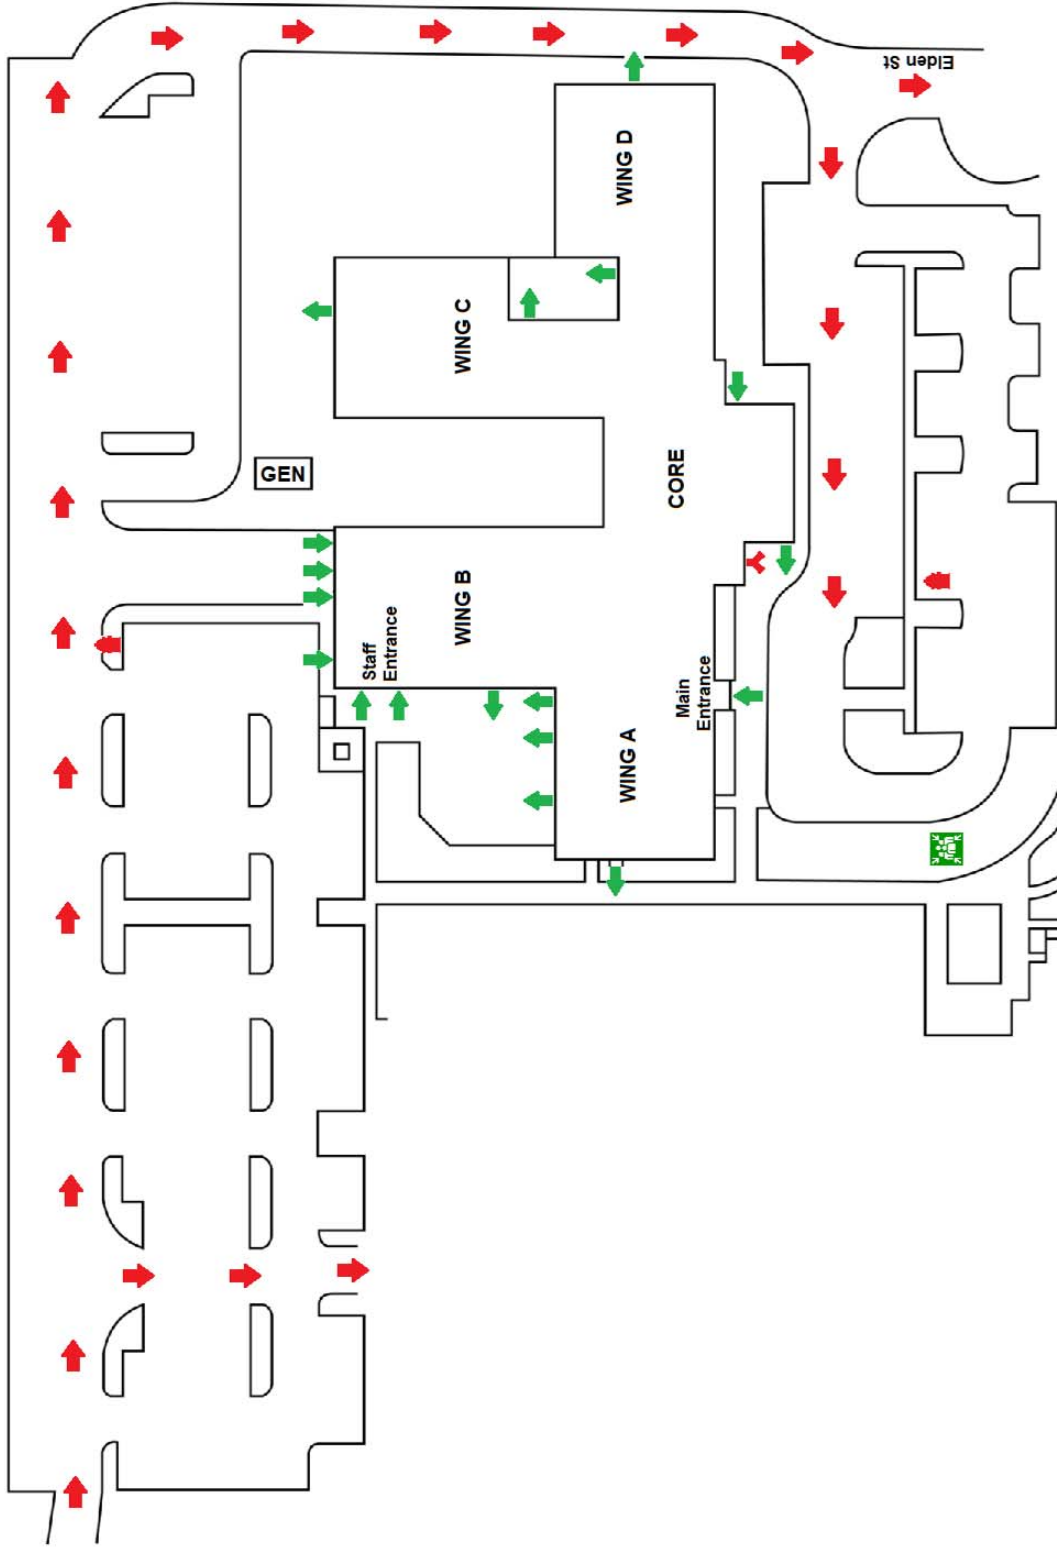 Elden St
WING D
WING C
GEN
CORE
WING B
Staff
Entrance
Main
Entrance
WING A